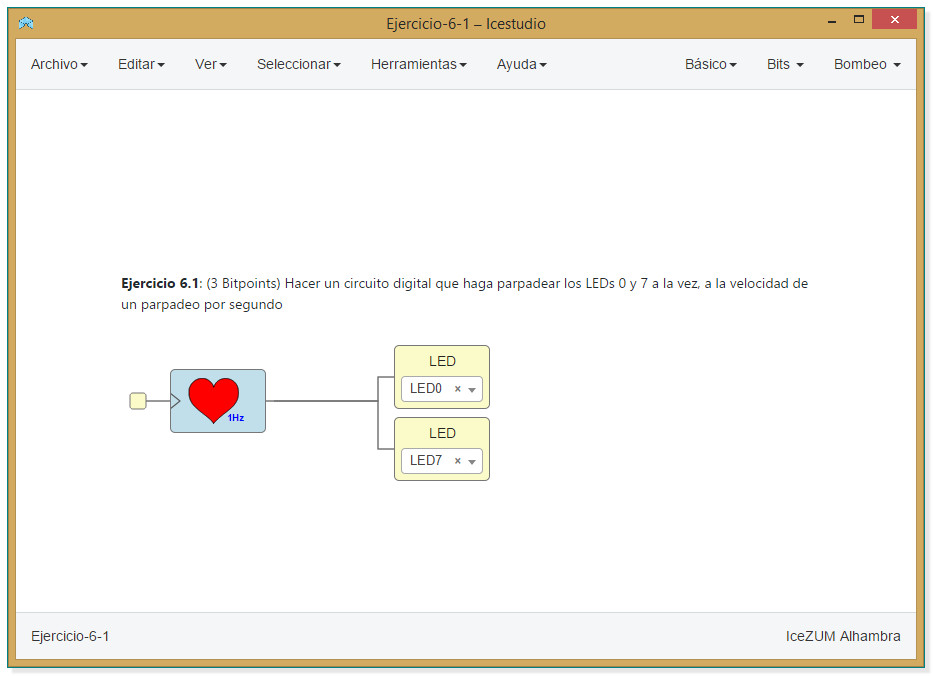 Ejercicio-6-1 – Icestudio
Archivo Editar Ver Seleccionar Herramientas Ayuda Básico Bits Bombeo
Ejercicio 6.1: (3 Bitpoints) Hacer un circuito digital que haga parpadear los LEDs 0 y 7 a la vez, a la velocidad de
un parpadeo por segundo
LED
LED0
1Hz
LED
LED7
Ejercicio-6-1 IceZUM Alhambra